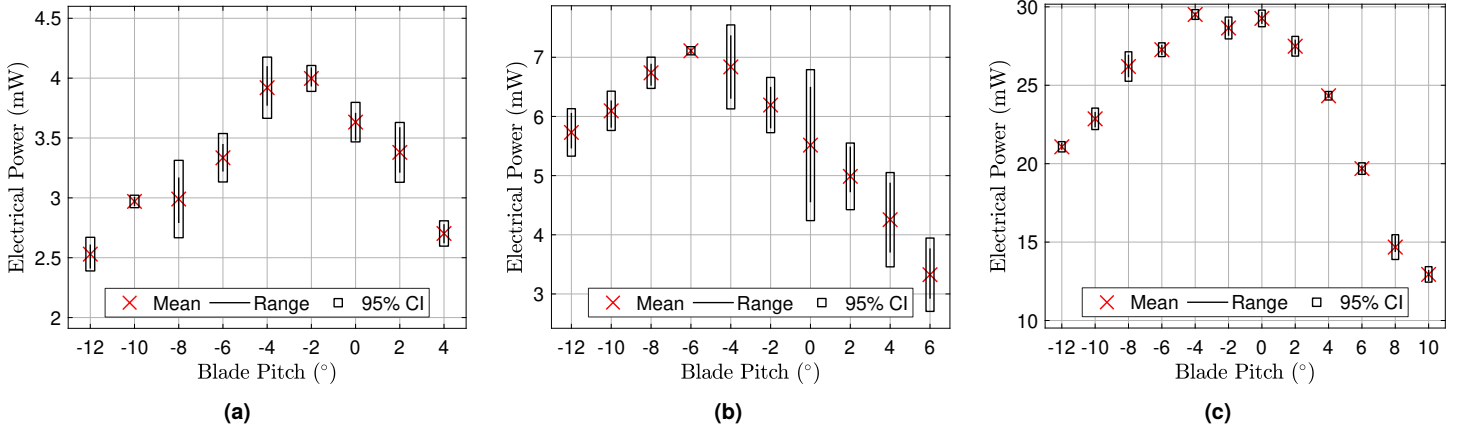 4.5
4
3.5
3
2.5
2
Electrical Power (mW)
Mean Range 95% CI
-12 -10 -8 -6 -4 -2 0 2 4
Blade Pitch (°)
(a)
7
6
5
4
3
Electrical Power (mW)
Mean Range 95% CI
-12 -10 -8 -6 -4 -2 0 2 4 6
Blade Pitch (°)
(b)
30
25
20
15
10
Electrical Power (mW)
Mean Range 95% CI
-12 -10 -8 -6 -4 -2 0 2 4 6 8 10
Blade Pitch (°)
(c)